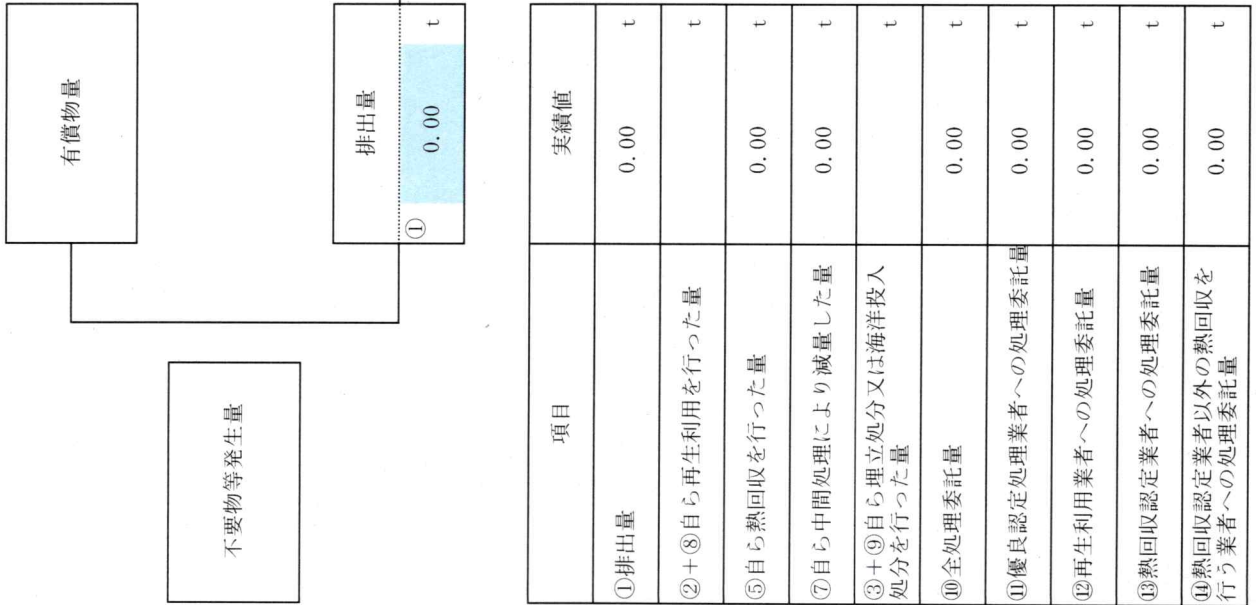 有償物量
不要物等発生量
排出量
① 0.00 t
項目 実績値
①排出量 0.00 t
②+⑧自ら再生利用を行った量 t
⑤自ら熱回収を行った量 0.00 t
⑦自ら中間処理により減量した量 0.00 t
③+⑨自ら埋立処分又は海洋投入
処分を行った量 t
⑩全処理委託量 0.00 t
⑪優良認定処理業者への処理委託量 0.00 t
⑫再生利用業者への処理委託量 0.00 t
⑬熱回収認定業者への処理委託量 0.00 t
⑭熱回収認定業者以外の熱回収を
行う業者への処理委託量 0.00 t